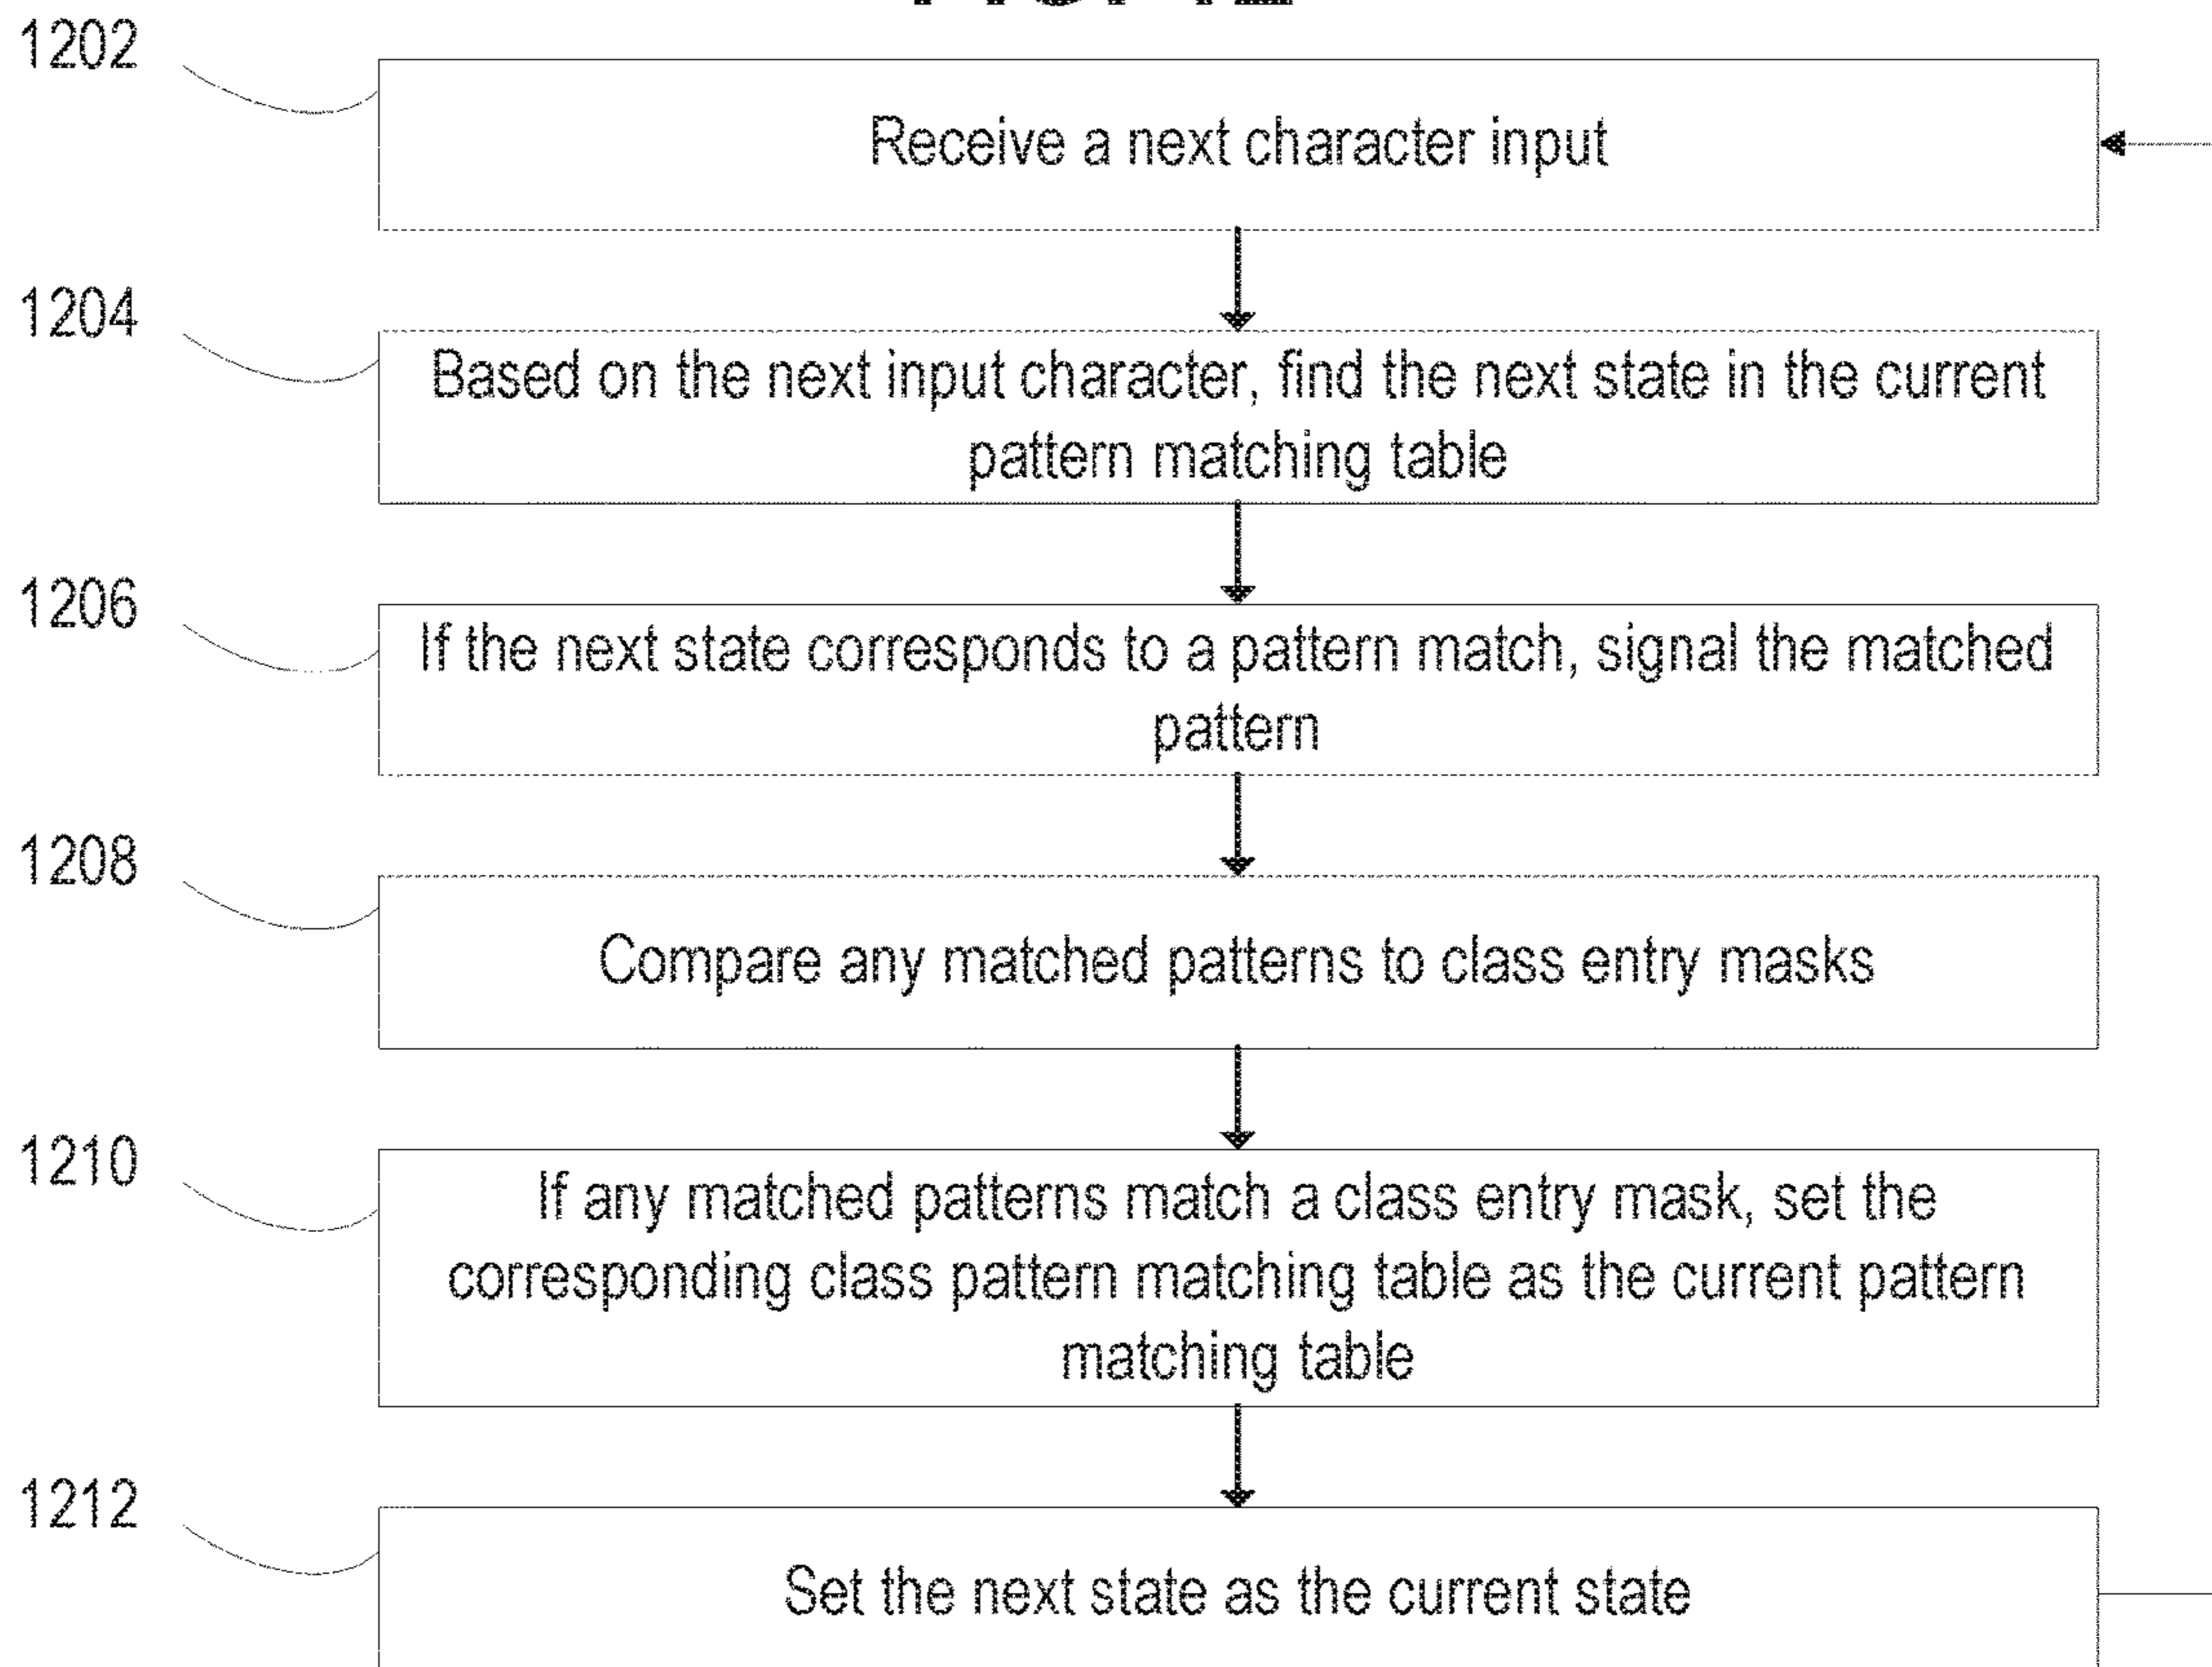 1202
Receive a next character input
1204
Based on the next input character, find the next state in the current
pattern matching table
1206
If the next state corresponds to a pattern match, signal the matched
pattern
1208
Compare any matched patterns to class entry masks
1210
If any matched patterns match a class entry mask, set the
corresponding class pattern matching table as the current pattern
matching table
1212
Set the next state as the current state